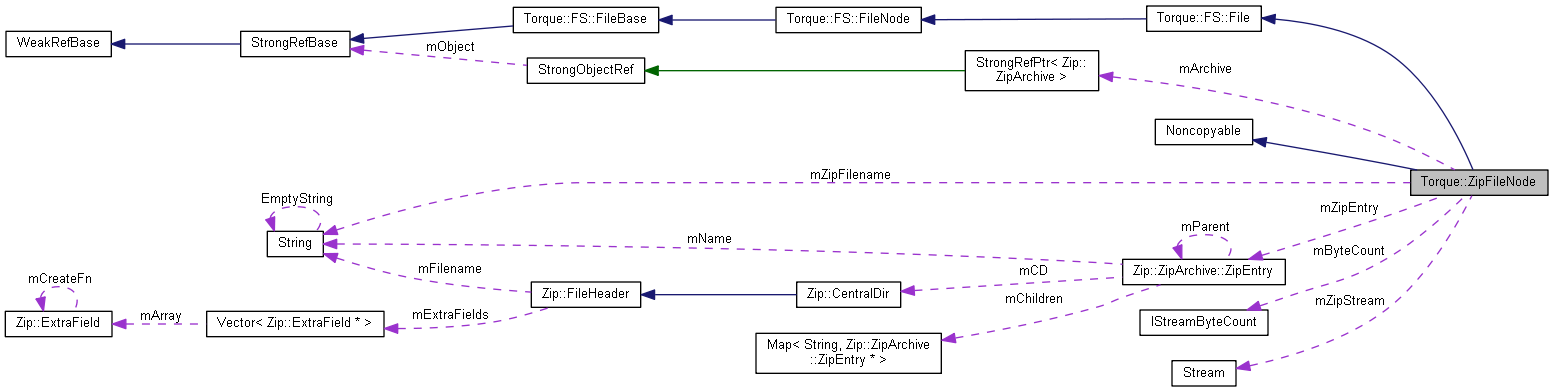 Torque::FS::FileBase
Torque::FS::FileNode
Torque::FS::File
WeakRefBase
StrongRefBase
mObject
StrongObjectRef
StrongRefPtr< Zip::
ZipArchive >
mArchive
Noncopyable
Torque::ZipFileNode
mZipFilename
EmptyString
String
mName
mParent
mZipEntry
mByteCount
mFilename
mCD
Zip::ZipArchive::ZipEntry
mCreateFn
Zip::FileHeader
Zip::CentralDir
mChildren
mZipStream
Zip::ExtraField
mArray
Vector< Zip::ExtraField * >
mExtraFields
IStreamByteCount
Map< String, Zip::ZipArchive
::ZipEntry * >
Stream